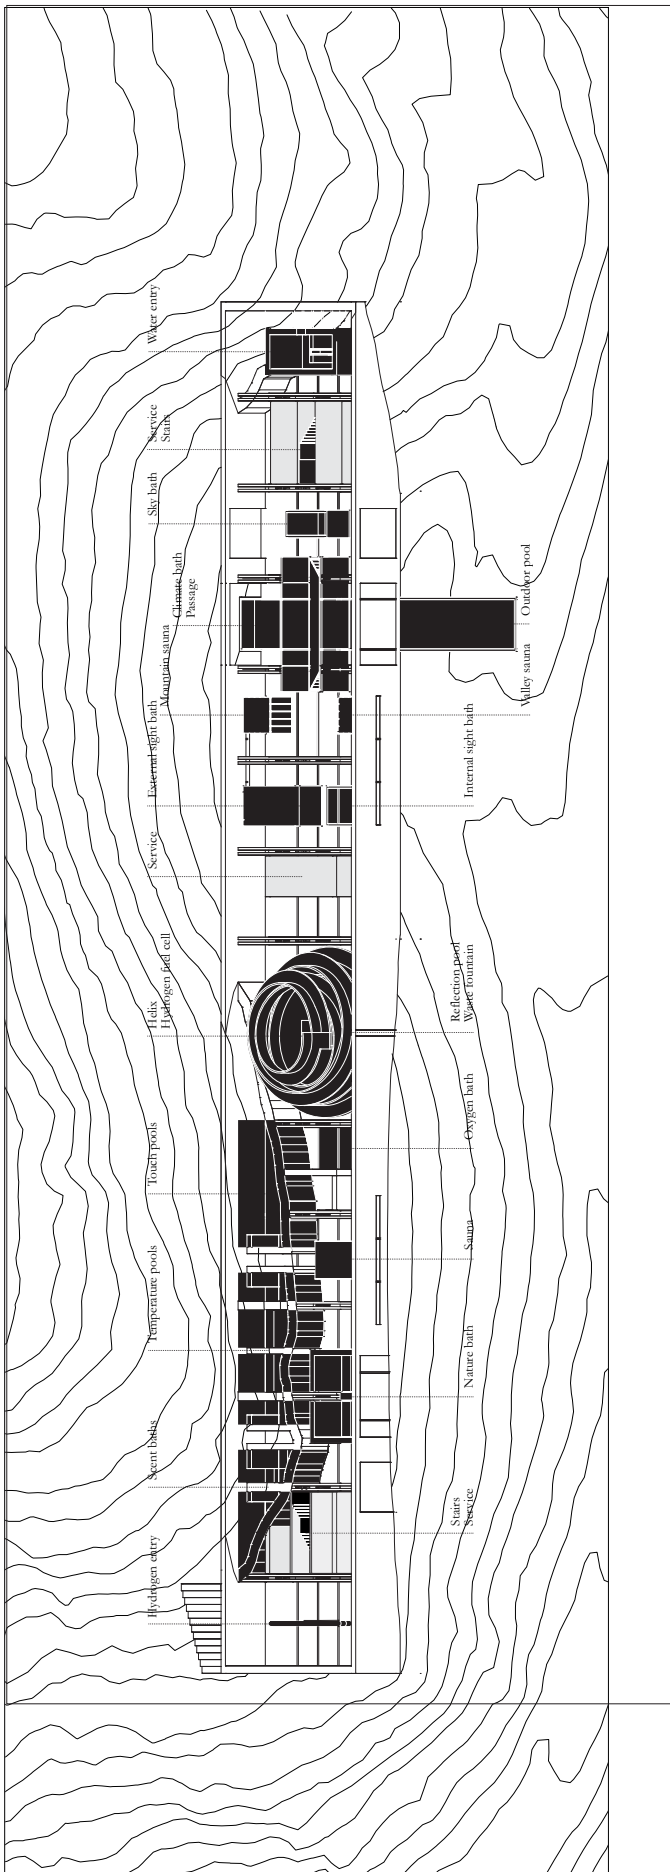 Hydrogen entry
Scent baths
Temperature pools
Touch pools
Helix
Hydrogen fuel cell
Service
External sight bath
Mountain sauna
Climate bath
Passage
Sky bath
Service
Stairs
Water entry
Stairs
Service
Nature bath
Sauna
Oxygen bath
Reflection pool
Waste fountain
Internal sight bath
Valley sauna
Outdoor pool